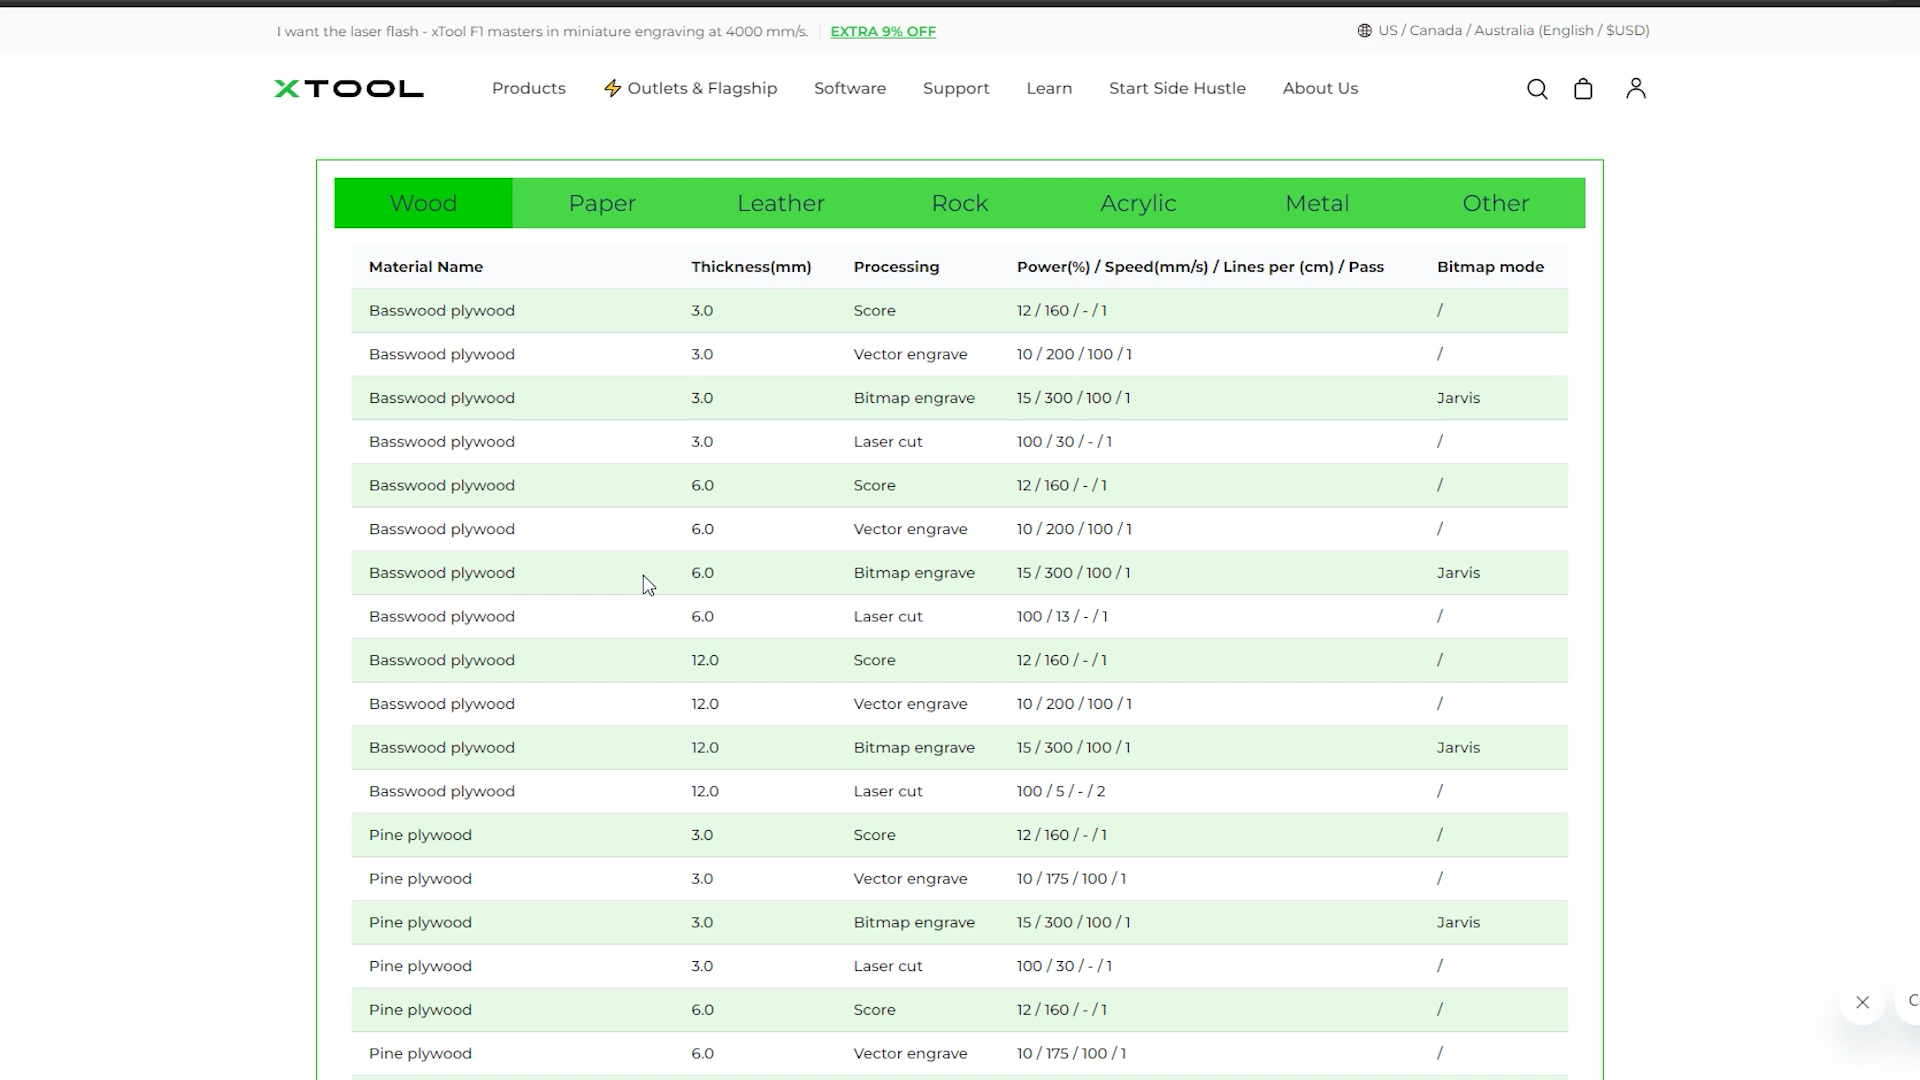 I want the laser flash - xTool F1 masters in miniature engraving at 4000 mm/s. EXTRA 9% OFF US / Canada / Australia (English / $USD)
XTOOL Products Outlets & Flagship Software Support Learn Start Side Hustle About Us
Wood Paper Leather Rock Acrylic Metal Other
Material Name Thickness(mm) Processing Power(%) / Speed(mm/s) / Lines per (cm) / Pass Bitmap mode
Basswood plywood 3.0 Score 12 / 160 / - / 1 /
Basswood plywood 3.0 Vector engrave 10 / 200 / 100 / 1 /
Basswood plywood 3.0 Bitmap engrave 15 / 300 / 100 / 1 Jarvis
Basswood plywood 3.0 Laser cut 100 / 30 / - / 1 /
Basswood plywood 6.0 Score 12 / 160 / - / 1 /
Basswood plywood 6.0 Vector engrave 10 / 200 / 100 / 1 /
Basswood plywood 6.0 Bitmap engrave 15 / 300 / 100 / 1 Jarvis
Basswood plywood 6.0 Laser cut 100 / 13 / - / 1 /
Basswood plywood 12.0 Score 12 / 160 / - / 1 /
Basswood plywood 12.0 Vector engrave 10 / 200 / 100 / 1 /
Basswood plywood 12.0 Bitmap engrave 15 / 300 / 100 / 1 Jarvis
Basswood plywood 12.0 Laser cut 100 / 5 / - / 2 /
Pine plywood 3.0 Score 12 / 160 / - / 1 /
Pine plywood 3.0 Vector engrave 10 / 175 / 100 / 1 /
Pine plywood 3.0 Bitmap engrave 15 / 300 / 100 / 1 Jarvis
Pine plywood 3.0 Laser cut 100 / 30 / - / 1 /
Pine plywood 6.0 Score 12 / 160 / - / 1 /
Pine plywood 6.0 Vector engrave 10 / 175 / 100 / 1 /